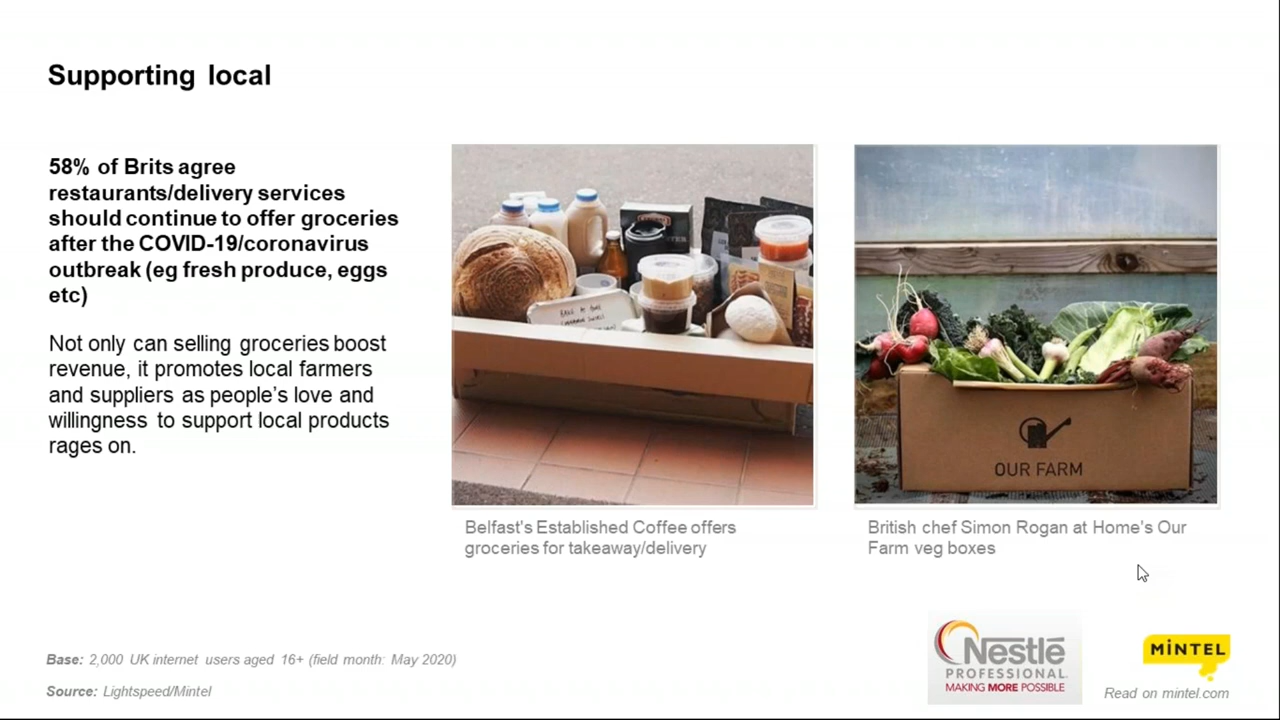 Supporting local
58% of Brits agree
restaurants/delivery services
should continue to offer groceries
after the COVID-19/coronavirus
outbreak (eg fresh produce, eggs
etc)
Not only can selling groceries boost
revenue, it promotes local farmers
and suppliers as people's love and
willingness to support local products
rages on.
OUR FARM
Belfast's Established Coffee offers
groceries for takeaway/delivery
British chef Simon Rogan at Home's Our
Farm veg boxes
Base: 2,000 UK internet users aged 16+ (field month: May 2020)
Source: Lightspeed/Mintel
Nestlé
PROFESSIONAL
MAKING MORE POSSIBLE
MiNTEL
Read on mintel.com